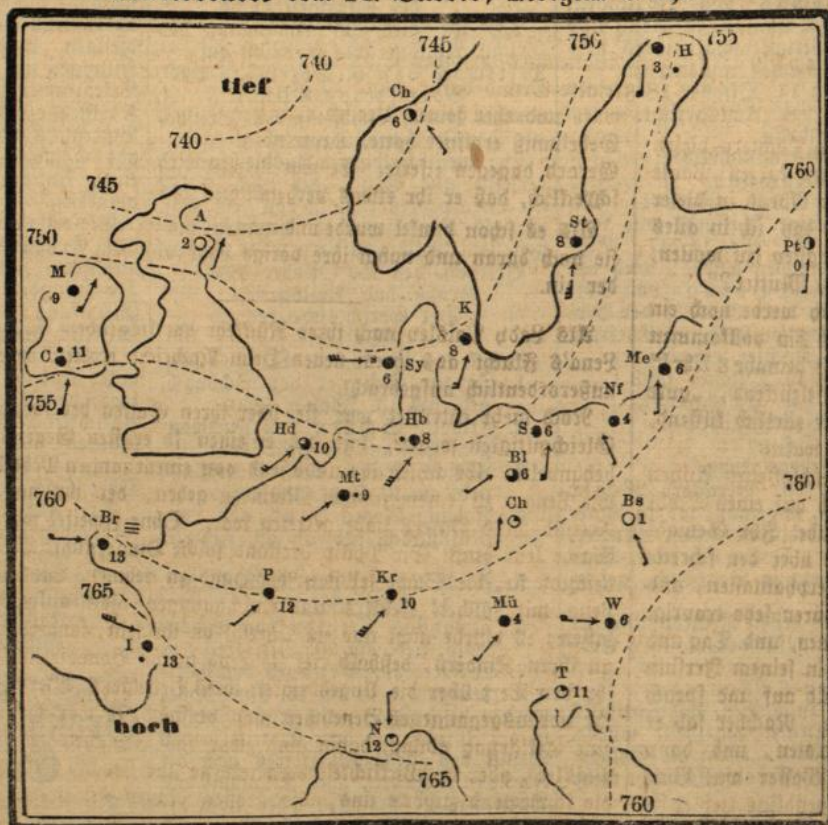 740
tief
745
750
755
H
3
Ch
6
740
760
745
A
2
St
8
Pt
0
750
M
9
K
8
C
11
Sy
6
Me
6
755
Nf
4
Hd
10
Hb
8
S
6
Bl
6
760
Mt
9
Ch
Bs
1
Br
13
P
12
Kr
10
765
Mü
4
W
6
I
13
T
11
hoch
N
12
765
760